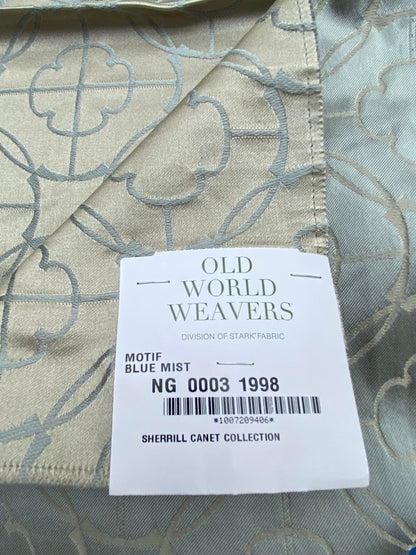 OLD
WORLD
WEAVERS
DIVISION OF STARK FABRIC
MOTIF
BLUE MIST
NG 0003 1998
*1007209406*
SHERRILL CANET COLLECTION